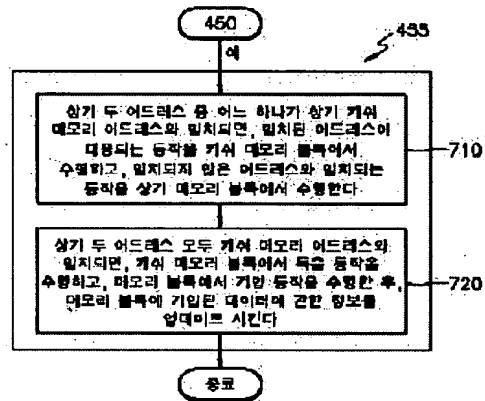 450
예
455
상기 두 어드레스 중 어느 하나가 상기 캐쉬
메모리 어드레스와 일치되면, 일치된 어드레스에
대응되는 동작을 캐쉬 메모리 블록에서
수행하고, 일치되지 않은 어드레스와 일치되는
동작을 상기 메모리 블록에서 수행한다
710
상기 두 어드레스 모두 캐쉬 메모리 어드레스와
일치되면, 캐쉬 메모리 블록에서 독출 동작을
수행하고, 메모리 블록에서 기입 동작을 수행한 후,
메모리 블록에 기입된 데이터에 관한 정보를
업데이트 시킨다
720
종료